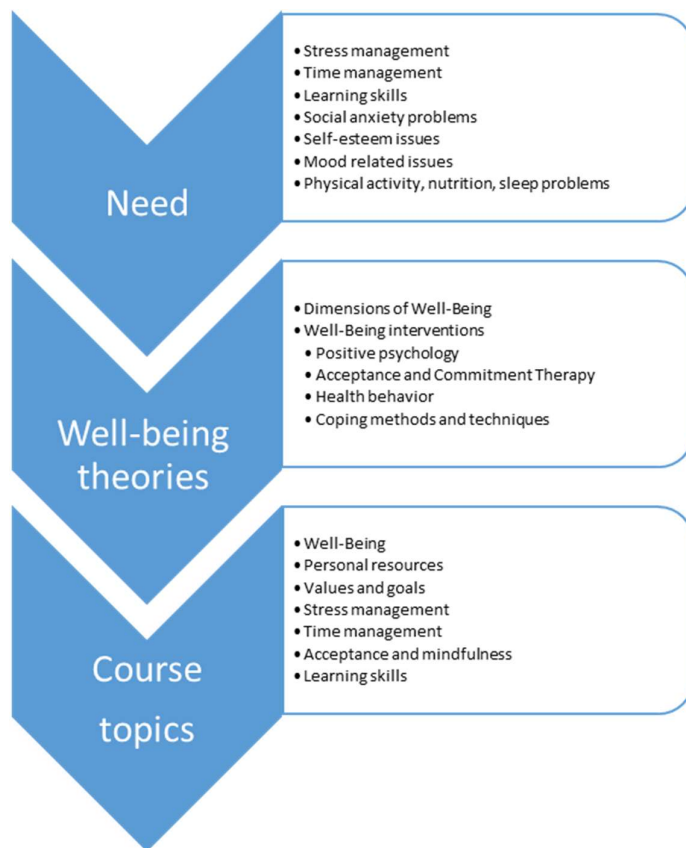 Need
• Stress management
• Time management
• Learning skills
• Social anxiety problems
• Self-esteem issues
• Mood related issues
• Physical activity, nutrition, sleep problems
Well-being
theories
• Dimensions of Well-Being
• Well-Being interventions
• Positive psychology
• Acceptance and Commitment Therapy
• Health behavior
• Coping methods and techniques
Course
topics
• Well-Being
• Personal resources
• Values and goals
• Stress management
• Time management
• Acceptance and mindfulness
• Learning skills